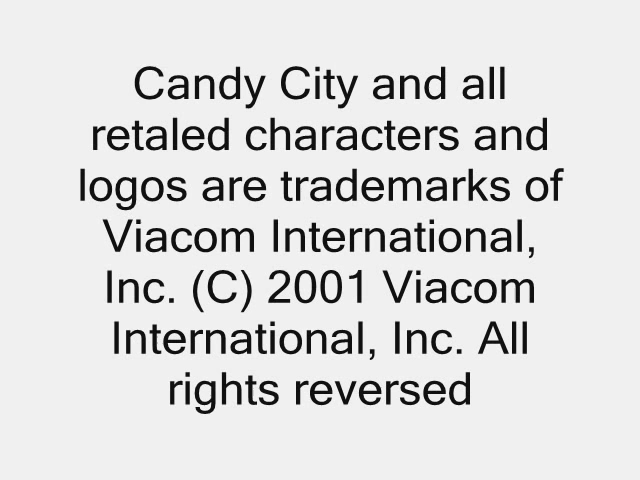 Candy City and all
retaled characters and
logos are trademarks of
Viacom International,
Inc. (C) 2001 Viacom
International, Inc. All
rights reversed